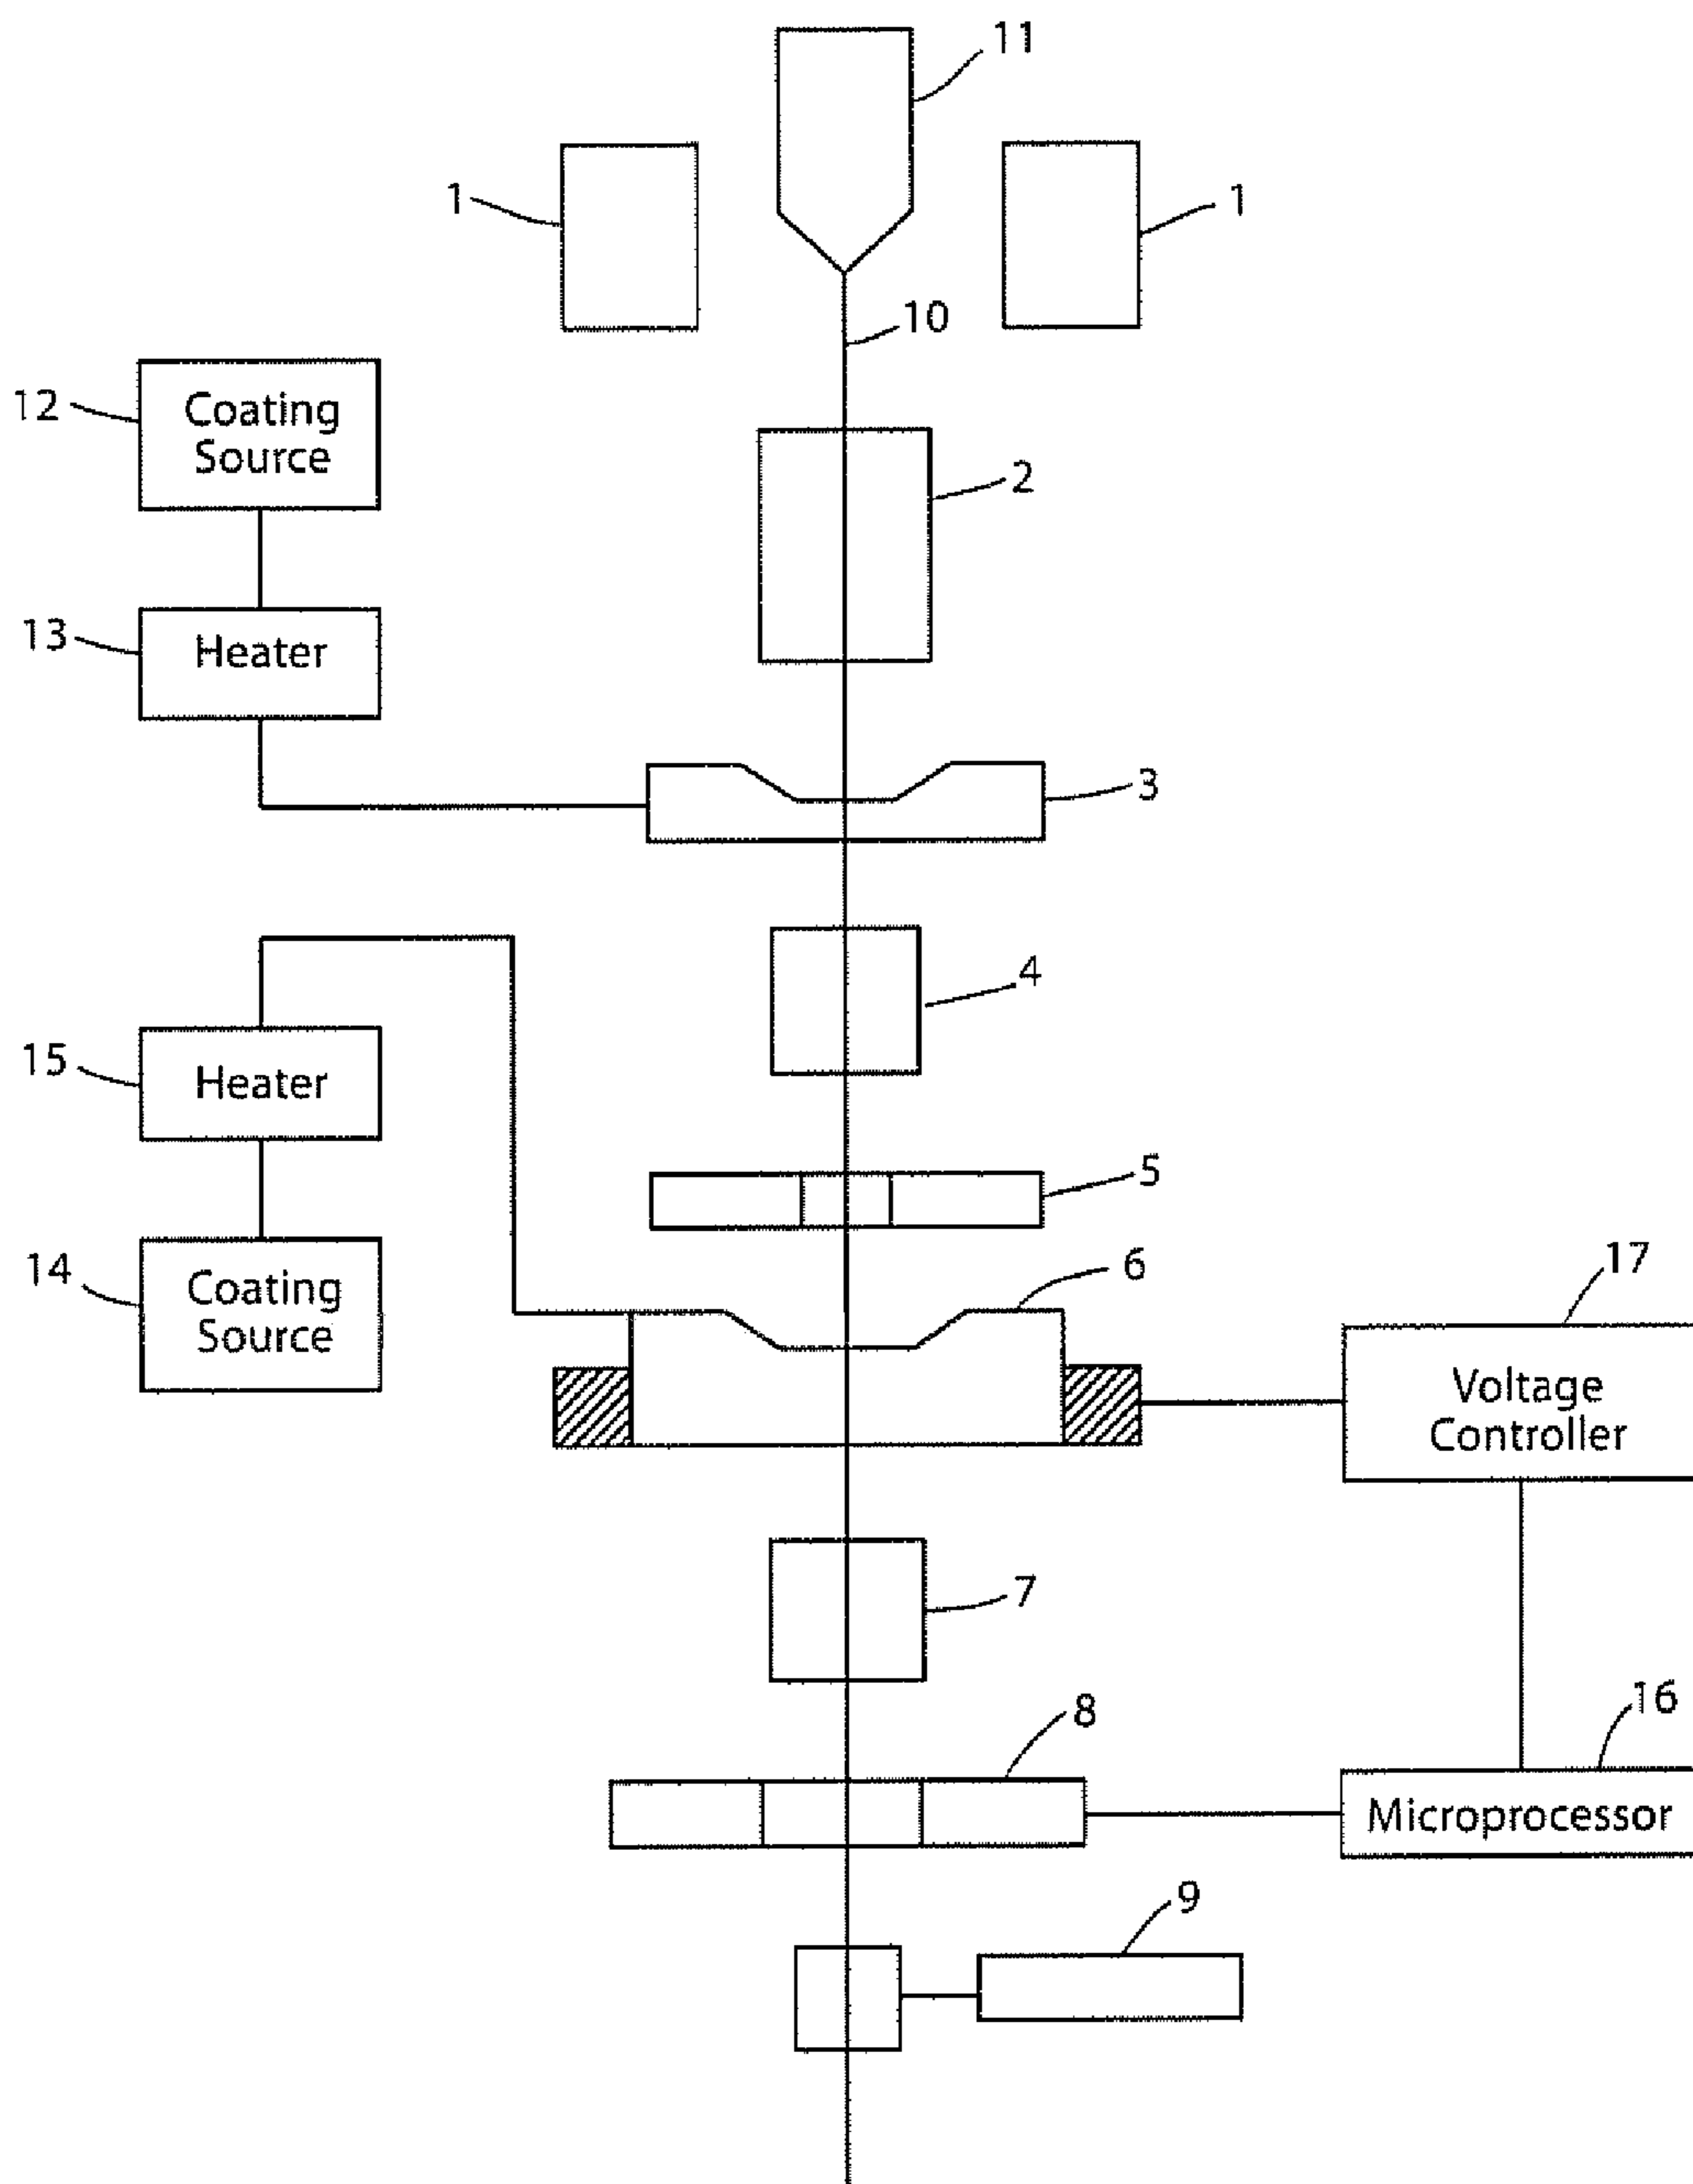 11
1
1
10
12
Coating
Source
2
13
Heater
3
4
15
Heater
5
14
Coating
Source
6
17
Voltage
Controller
7
8
16
Microprocessor
9